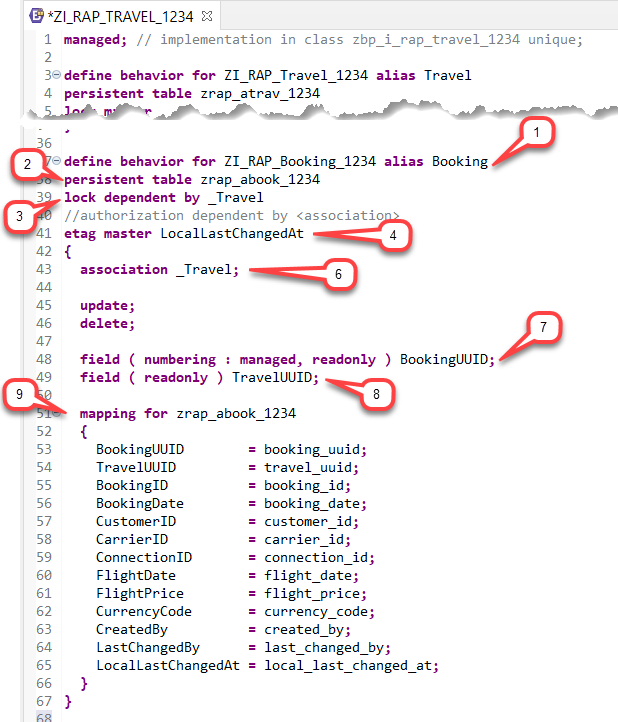 *ZI_RAP_TRAVEL_1234
1 managed; // implementation in class zbp_i_rap_travel_1234 unique;
2
3 define behavior for ZI_RAP_Travel_1234 alias Travel
4 persistent table zrap_atrav_1234
36
1
37 define behavior for ZI_RAP_Booking_1234 alias Booking
2
persistent table zrap_abook_1234
3
39 lock dependent by _Travel
40 //authorization dependent by <association>
41 etag master LocalLastChangedAt
4
42 {
43 association _Travel;
6
44
45 update;
46 delete;
47
7
48 field ( numbering : managed, readonly ) BookingUUID;
49 field ( readonly ) TravelUUID;
8
9
51 mapping for zrap_abook_1234
52 {
53 BookingUUID = booking_uuid;
54 TravelUUID = travel_uuid;
55 BookingID = booking_id;
56 BookingDate = booking_date;
57 CustomerID = customer_id;
58 CarrierID = carrier_id;
59 ConnectionID = connection_id;
60 FlightDate = flight_date;
61 FlightPrice = flight_price;
62 CurrencyCode = currency_code;
63 CreatedBy = created_by;
64 LastChangedBy = last_changed_by;
65 LocalLastChangedAt = local_last_changed_at;
66 }
67 }
68